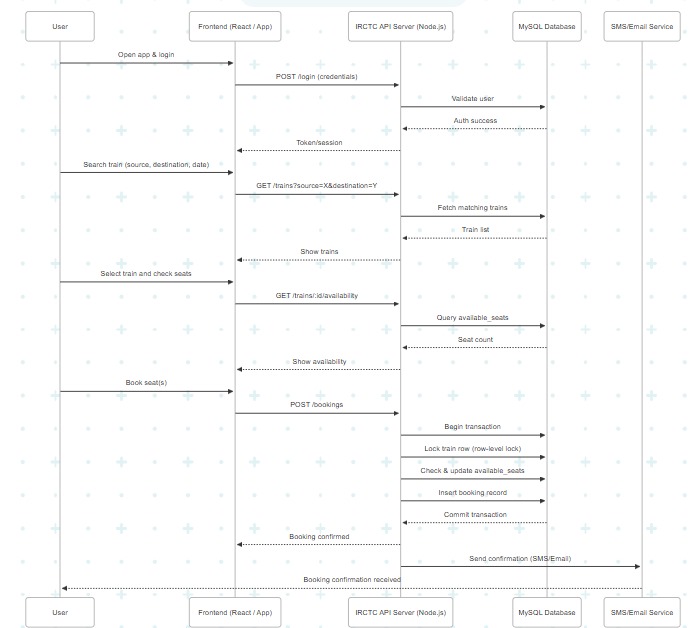 User
Frontend (React / App)
IRCTC API Server (Node.js)
MySQL Database
SMS/Email Service
Open app & login
POST /login (credentials)
Validate user
Auth success
Token/session
Search train (source, destination, date)
GET /trains?source=X&destination=Y
Fetch matching trains
Train list
Show trains
Select train and check seats
GET /trains/:id/availability
Query available_seats
Seat count
Show availability
Book seat(s)
POST /bookings
Begin transaction
Lock train row (row-level lock)
Check & update available_seats
Insert booking record
Commit transaction
Booking confirmed
Send confirmation (SMS/Email)
Booking confirmation received
User
Frontend (React / App)
IRCTC API Server (Node.js)
MySQL Database
SMS/Email Service